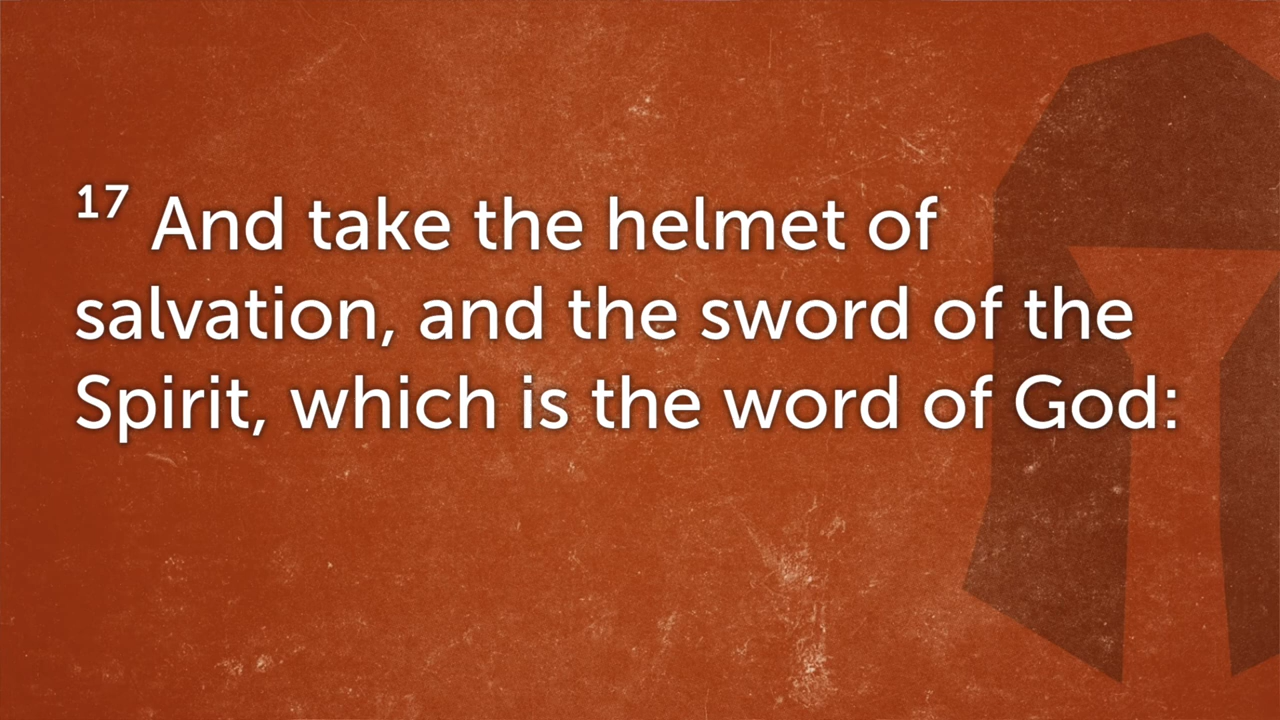 17 And take the helmet of
salvation, and the sword of the
Spirit, which is the word of God: